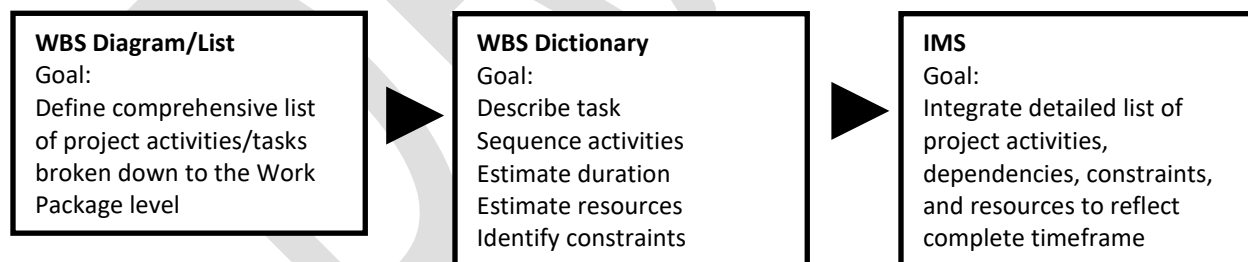 WBS Diagram/List
Goal:
Define comprehensive list
of project activities/tasks
broken down to the Work
Package level
WBS Dictionary
Goal:
Describe task
Sequence activities
Estimate duration
Estimate resources
Identify constraints
IMS
Goal:
Integrate detailed list of
project activities,
dependencies, constraints,
and resources to reflect
complete timeframe